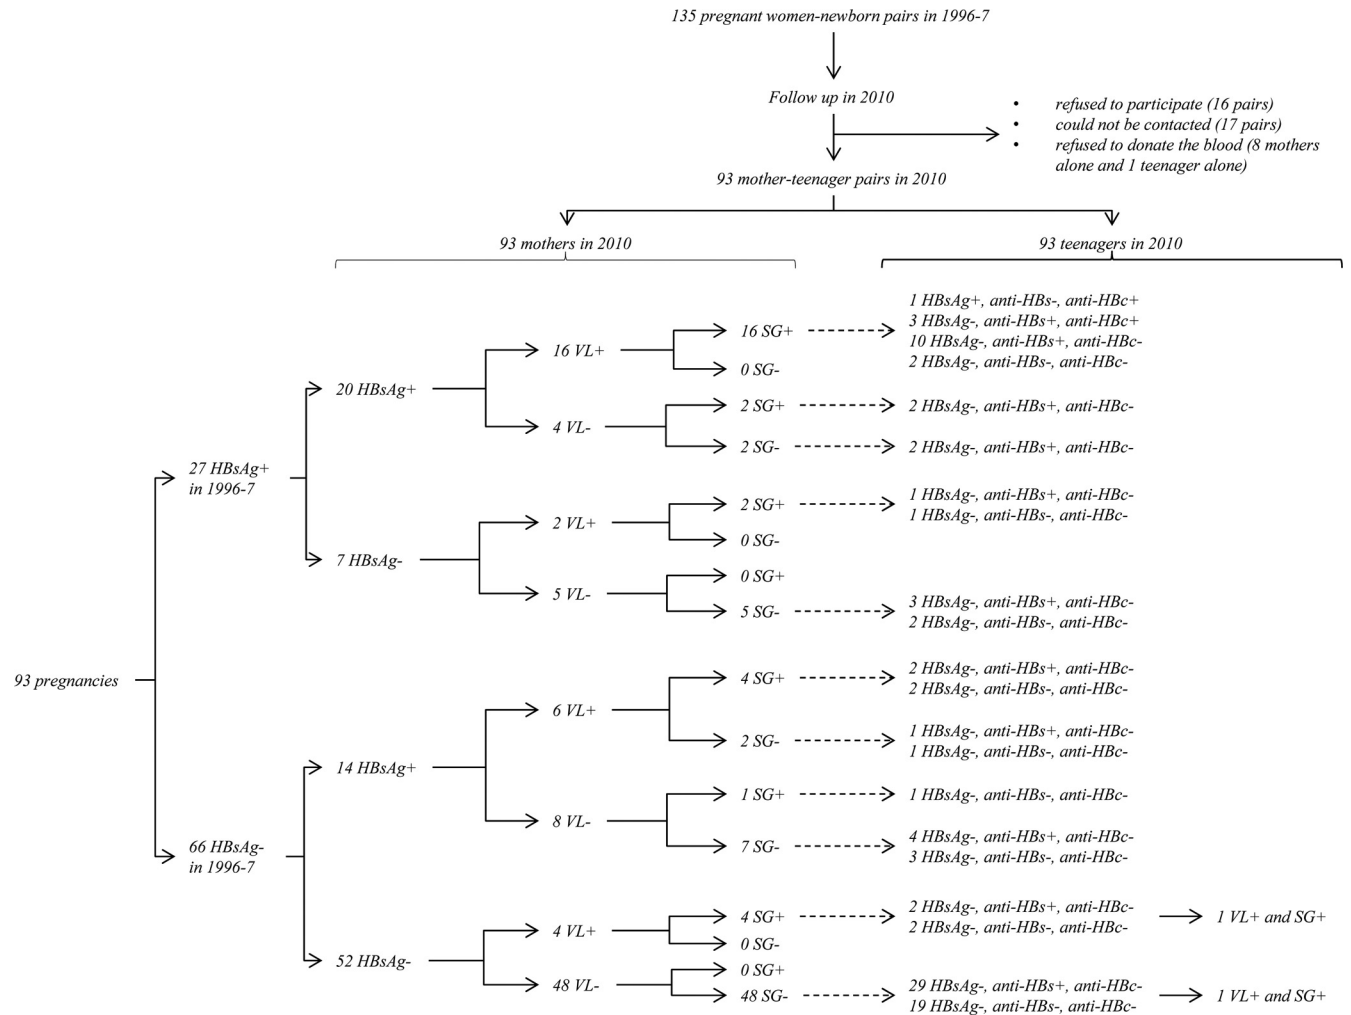 135 pregnant women-newborn pairs in 1996-7
Follow up in 2010
• refused to participate (16 pairs)
• could not be contacted (17 pairs)
• refused to donate the blood (8 mothers
alone and 1 teenager alone)
93 mother-teenager pairs in 2010
93 mothers in 2010
93 teenagers in 2010
93 pregnancies
27 HBsAg+
in 1996-7
20 HBsAg+
16 VL+
16 SG+
1 HBsAg+, anti-HBs-, anti-HBc+
3 HBsAg-, anti-HBs+, anti-HBc+
10 HBsAg-, anti-HBs+, anti-HBc-
2 HBsAg-, anti-HBs-, anti-HBc-
0 SG-
4 VL-
2 SG+
2 HBsAg-, anti-HBs+, anti-HBc-
2 SG-
2 HBsAg-, anti-HBs+, anti-HBc-
7 HBsAg-
2 VL+
2 SG+
1 HBsAg-, anti-HBs+, anti-HBc-
1 HBsAg-, anti-HBs-, anti-HBc-
0 SG-
5 VL-
0 SG+
5 SG-
3 HBsAg-, anti-HBs+, anti-HBc-
2 HBsAg-, anti-HBs-, anti-HBc-
66 HBsAg-
in 1996-7
14 HBsAg+
6 VL+
4 SG+
2 HBsAg-, anti-HBs+, anti-HBc-
2 HBsAg-, anti-HBs-, anti-HBc-
2 SG-
1 HBsAg-, anti-HBs+, anti-HBc-
1 HBsAg-, anti-HBs-, anti-HBc-
8 VL-
1 SG+
1 HBsAg-, anti-HBs-, anti-HBc-
7 SG-
4 HBsAg-, anti-HBs+, anti-HBc-
3 HBsAg-, anti-HBs-, anti-HBc-
52 HBsAg-
4 VL+
4 SG+
2 HBsAg-, anti-HBs+, anti-HBc-
2 HBsAg-, anti-HBs-, anti-HBc-
1 VL+ and SG+
0 SG-
48 VL-
0 SG+
48 SG-
29 HBsAg-, anti-HBs+, anti-HBc-
19 HBsAg-, anti-HBs-, anti-HBc-
1 VL+ and SG+